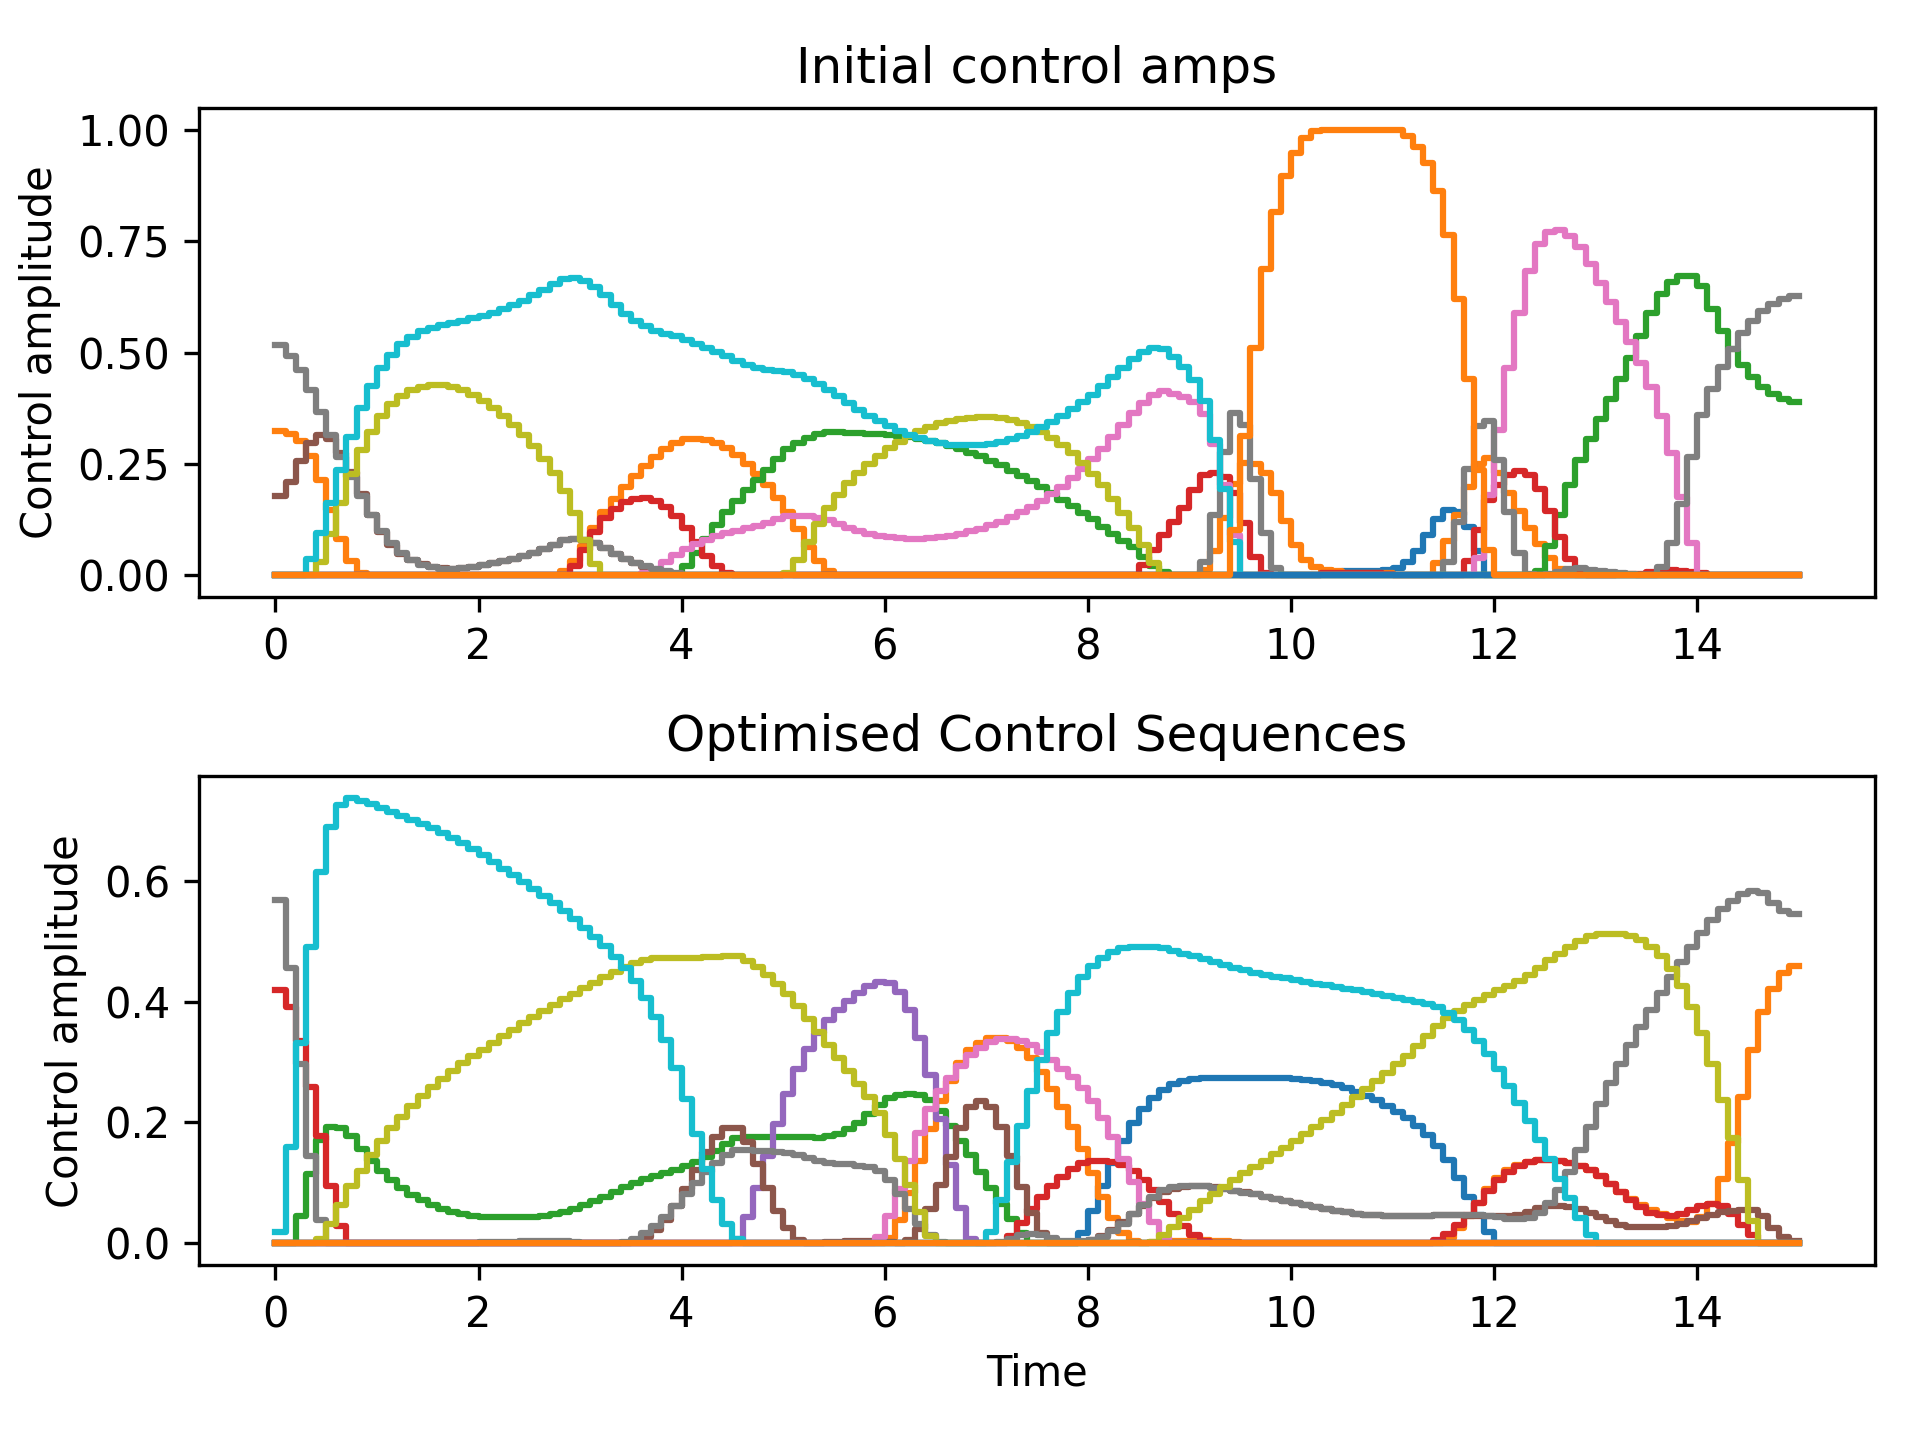 Initial control amps
Control amplitude
1.00
0.75
0.50
0.25
0.00
0 2 4 6 8 10 12 14
Optimised Control Sequences
Control amplitude
0.6
0.4
0.2
0.0
0 2 4 6 8 10 12 14
Time